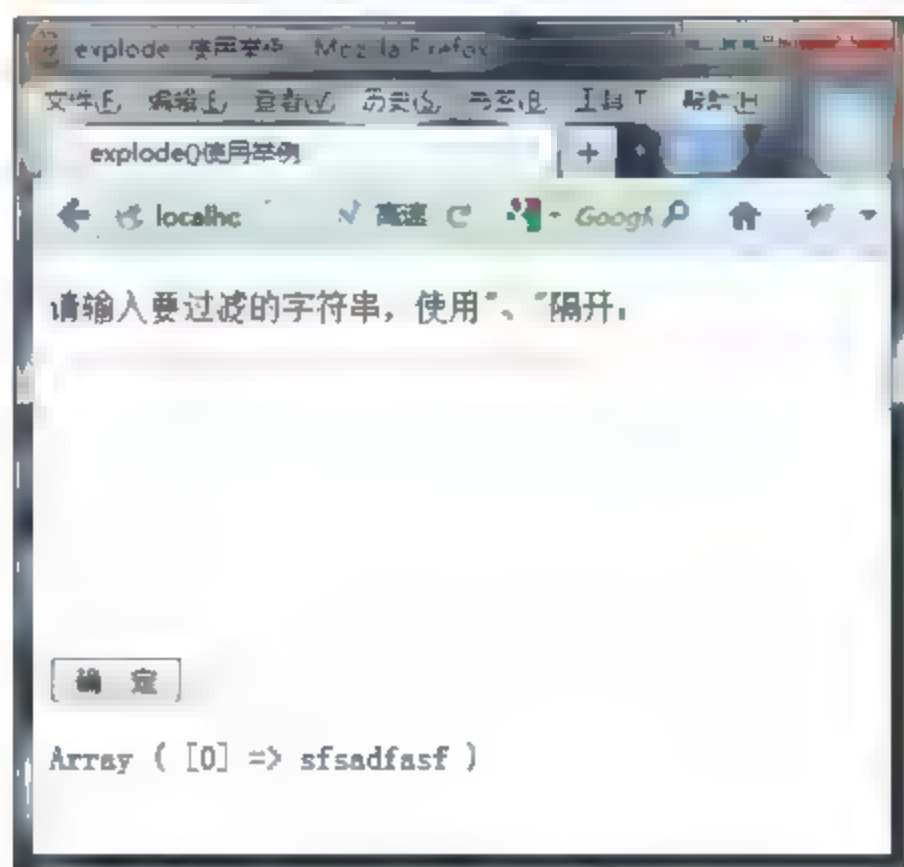 explode 使用举例 - Mozilla Firefox
文件(F) 编辑(E) 查看(V) 历史(S) 书签(B) 工具(T) 帮助(H)
explode()使用举例 +
localho 高速 Googl
请输入要过滤的字符串，使用"、"隔开：
确 定
Array ( [0] => sfsadfasf )